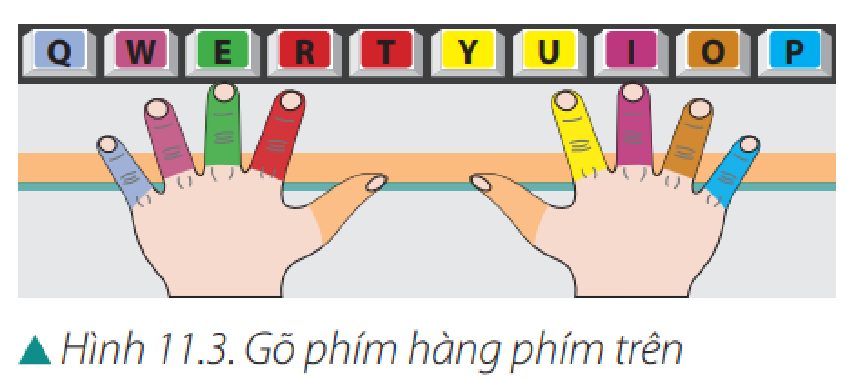 Q W E R T Y U I O P
▲ Hình 11.3. Gõ phím hàng phím trên